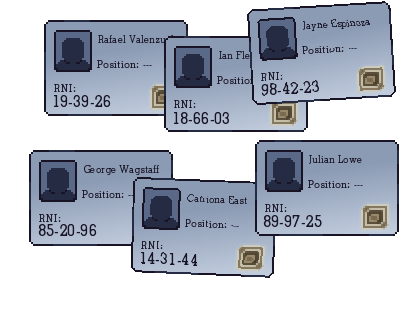 Rafael Valenzu
Position: ---
RNI:
19-39-26
Ian Fle
Positio
RNI:
18-66-03
Jayne Espinoza
Position: ---
RNI:
98-42-23
George Wagstaff
Position: --
RNI:
85-20-96
Catriona East
Position: ---
RNI:
14-31-44
Julian Lowe
Position: ---
RNI:
89-97-25